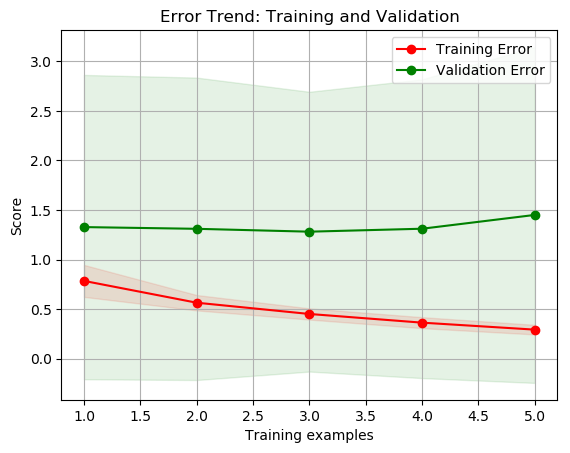 Error Trend: Training and Validation
Training Error
Validation Error
Score
3.0
2.5
2.0
1.5
1.0
0.5
0.0
1.0 1.5 2.0 2.5 3.0 3.5 4.0 4.5 5.0
Training examples